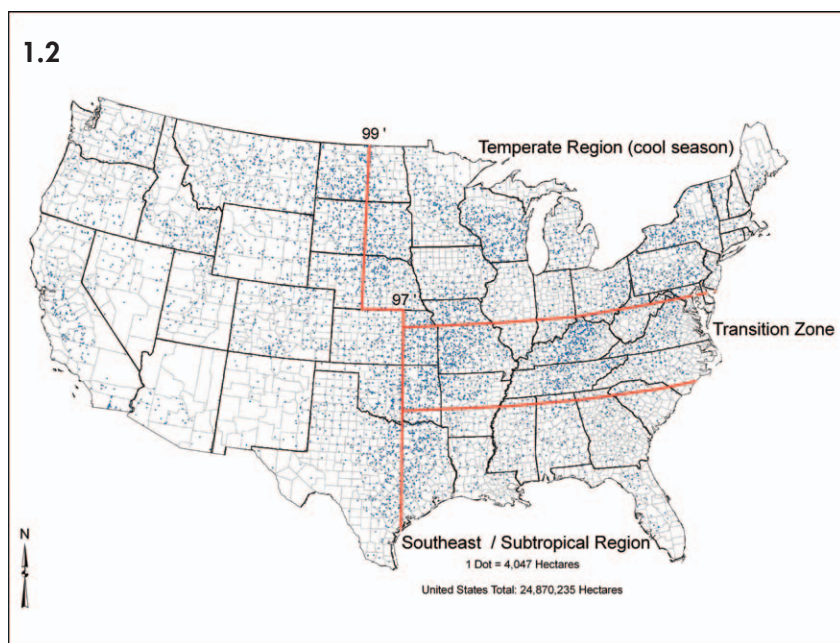 1.2
99 '
Temperate Region (cool season)
97 '
Transition Zone
N
Southeast / Subtropical Region
1 Dot = 4,047 Hectares
United States Total: 24,870,235 Hectares